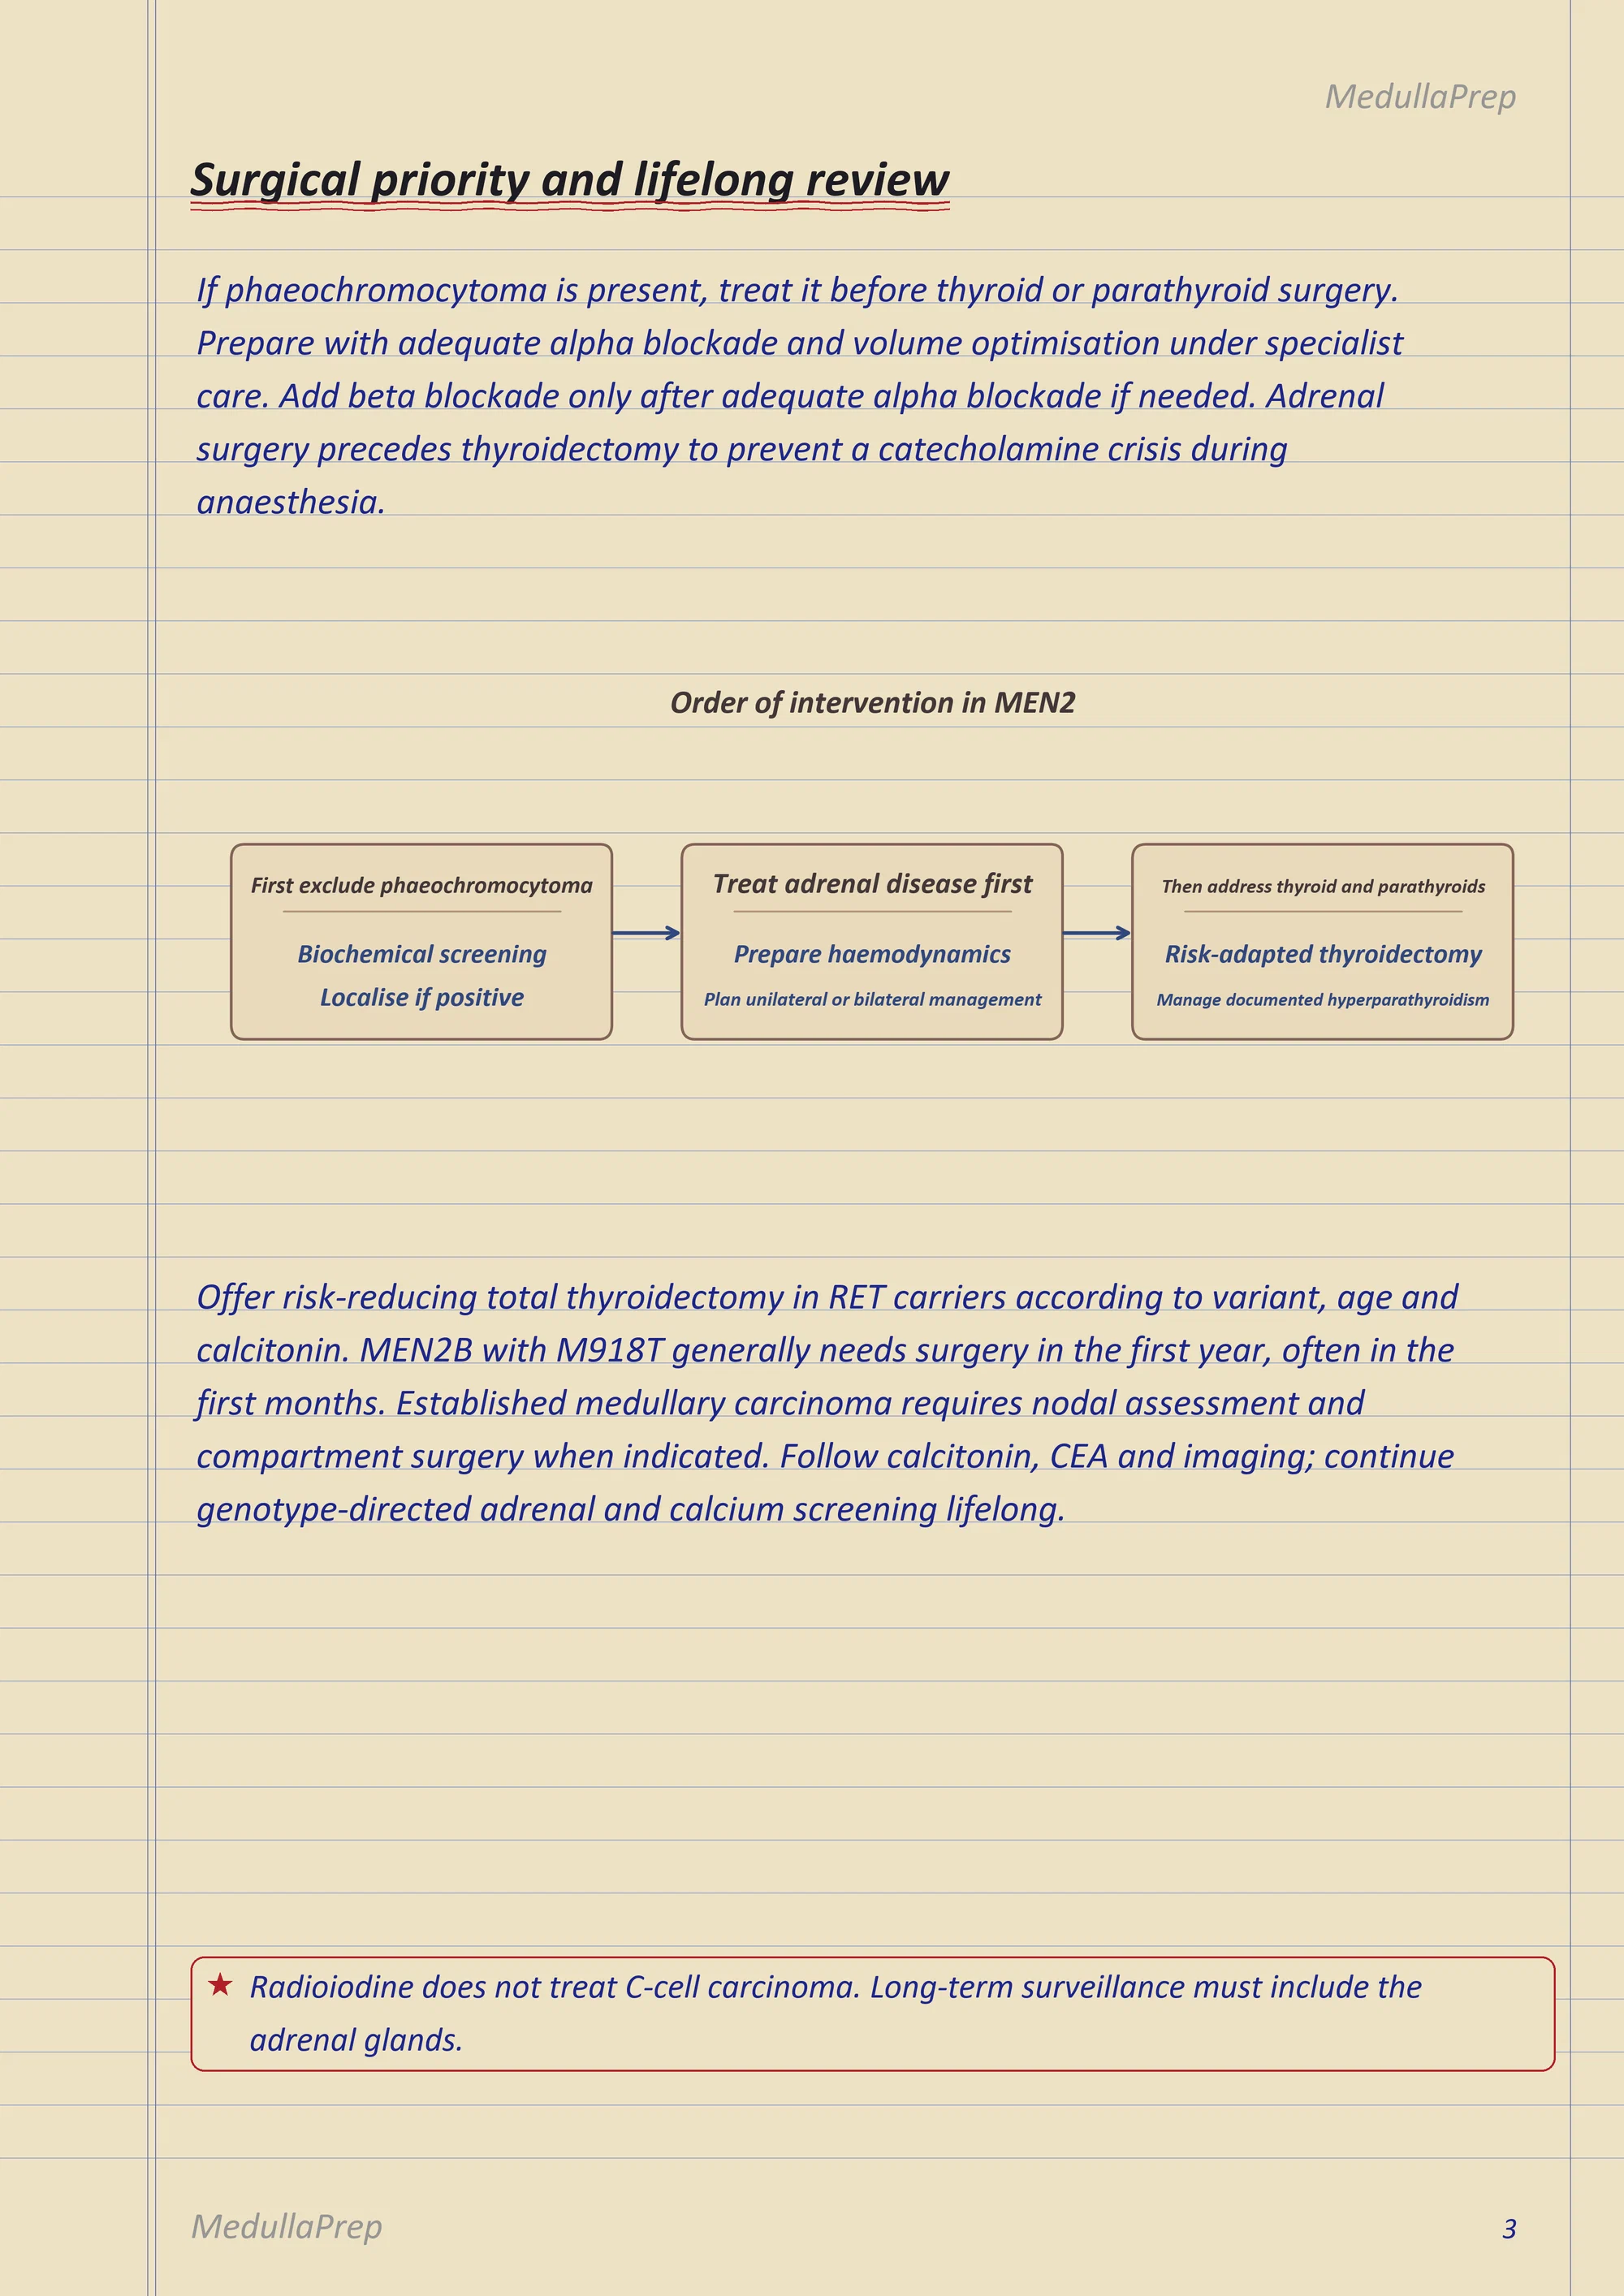 MedullaPrep
Surgical priority and lifelong review
If phaeochromocytoma is present, treat it before thyroid or parathyroid surgery.
Prepare with adequate alpha blockade and volume optimisation under specialist
care. Add beta blockade only after adequate alpha blockade if needed. Adrenal
surgery precedes thyroidectomy to prevent a catecholamine crisis during
anaesthesia.
Order of intervention in MEN2
First exclude phaeochromocytoma
Biochemical screening
Localise if positive
Treat adrenal disease first
Prepare haemodynamics
Plan unilateral or bilateral management
Then address thyroid and parathyroids
Risk-adapted thyroidectomy
Manage documented hyperparathyroidism
Offer risk-reducing total thyroidectomy in RET carriers according to variant, age and
calcitonin. MEN2B with M918T generally needs surgery in the first year, often in the
first months. Established medullary carcinoma requires nodal assessment and
compartment surgery when indicated. Follow calcitonin, CEA and imaging; continue
genotype-directed adrenal and calcium screening lifelong.
★ Radioiodine does not treat C-cell carcinoma. Long-term surveillance must include the
adrenal glands.
MedullaPrep
3